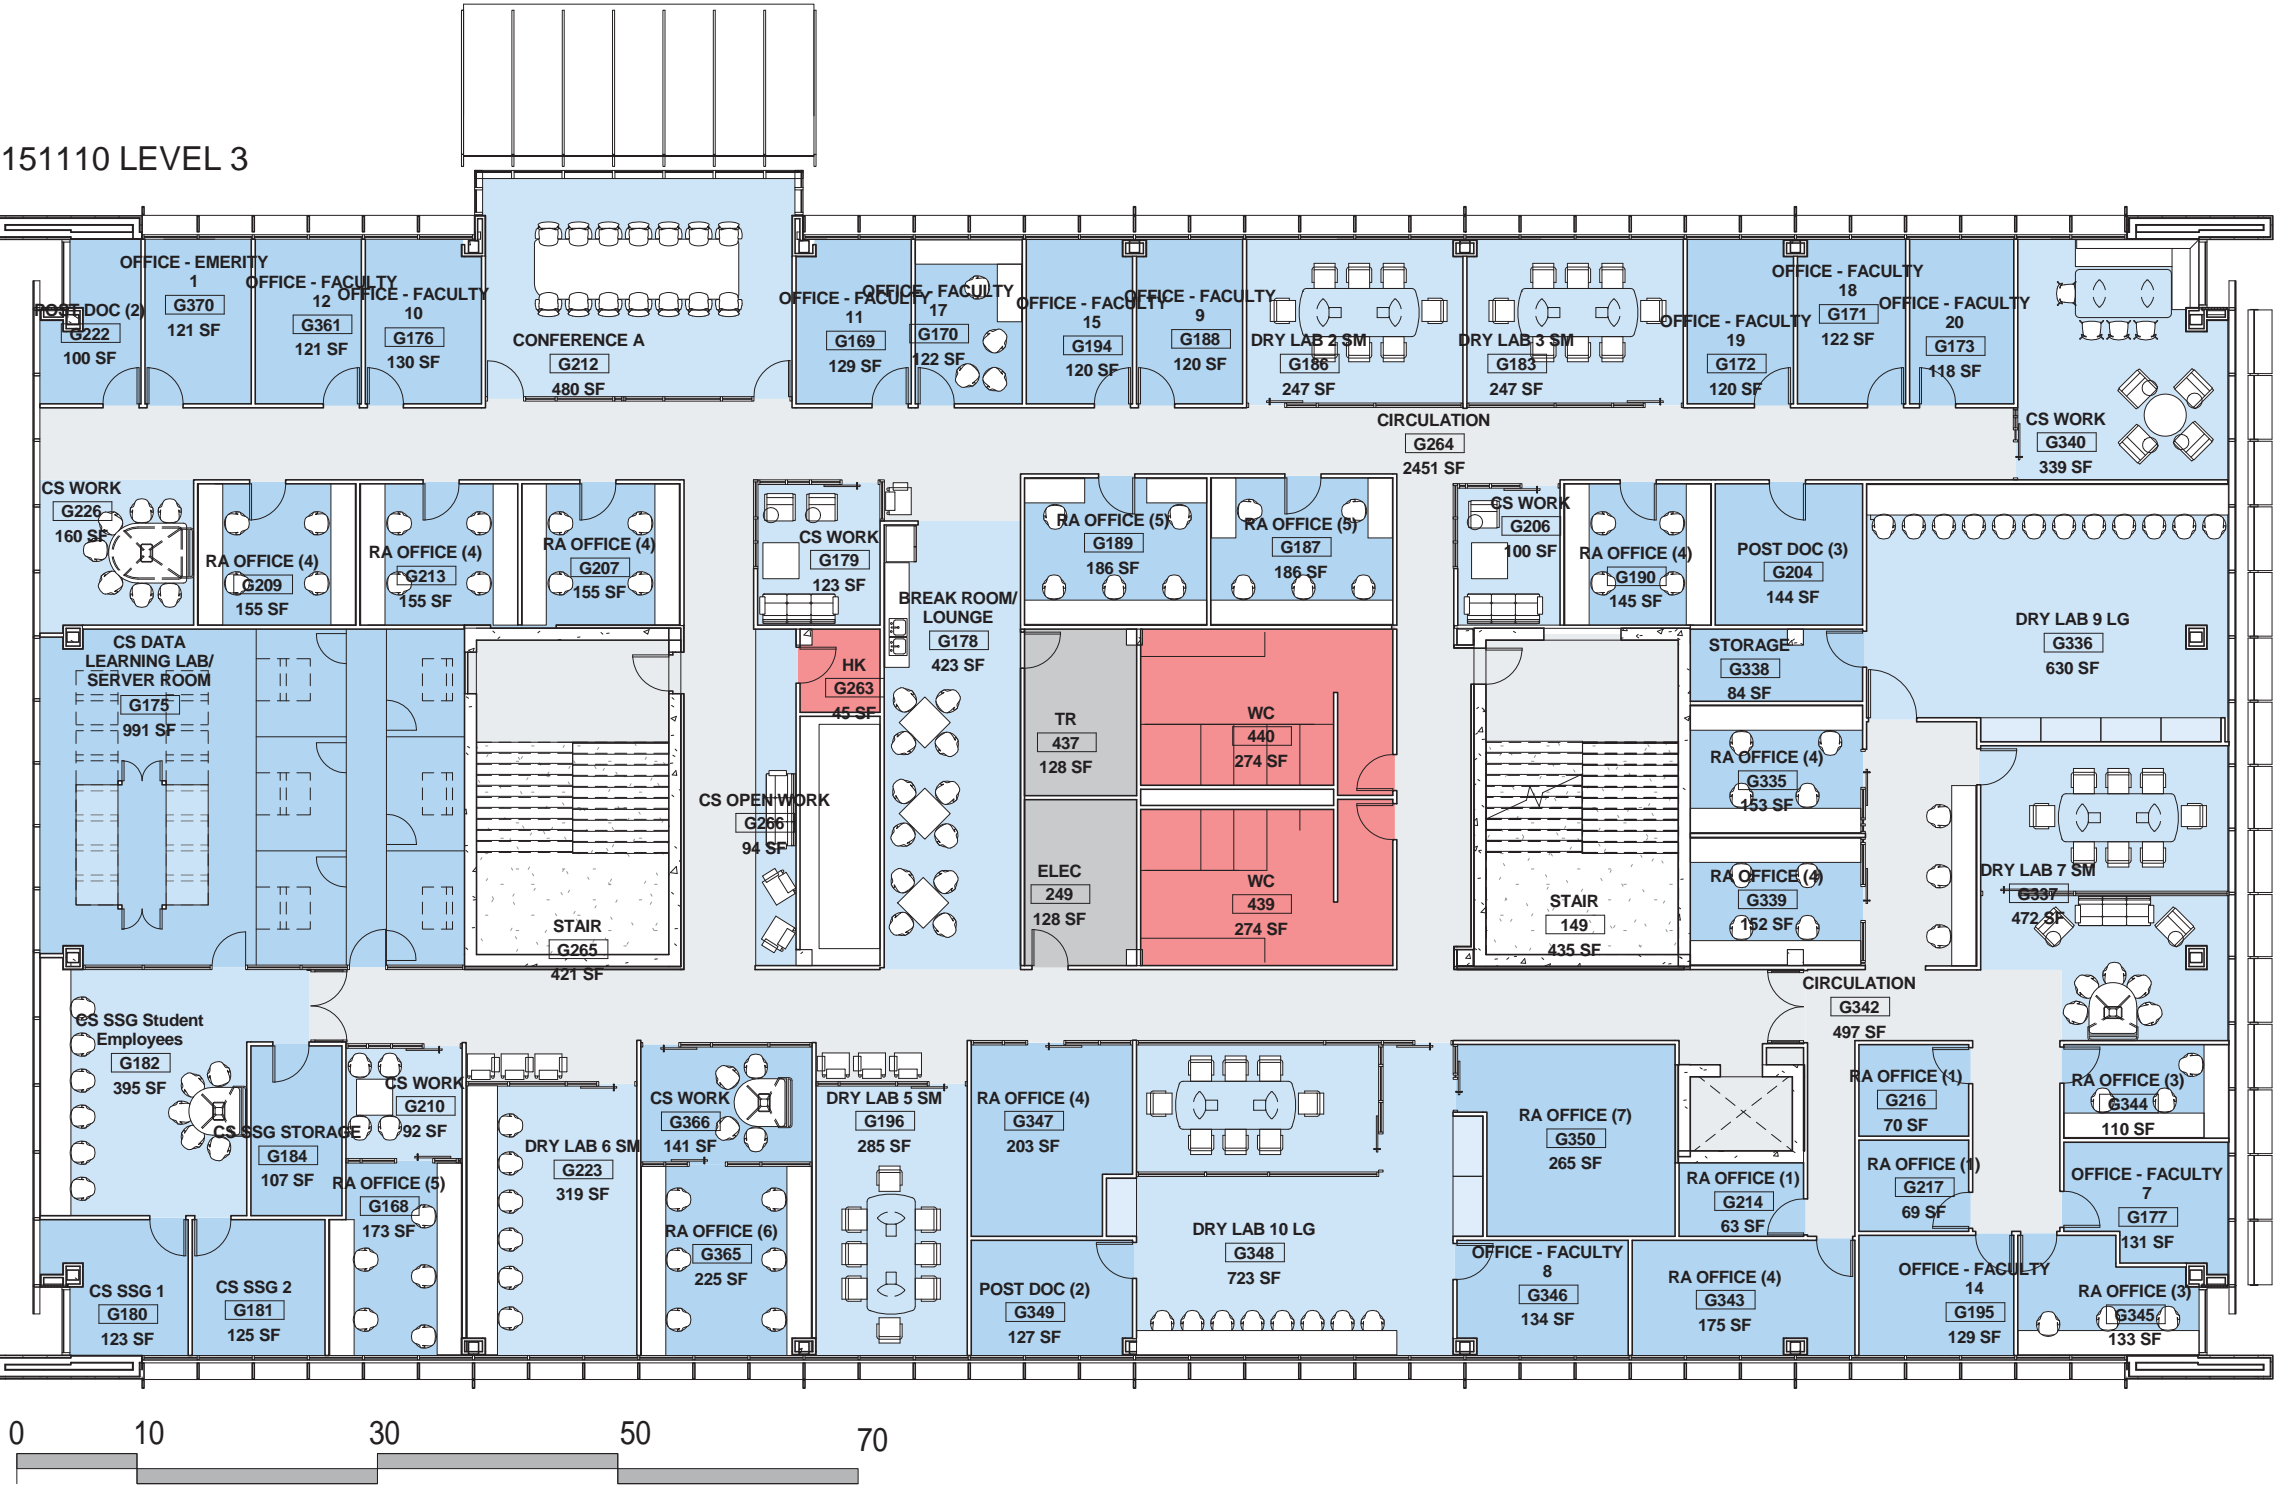 151110 LEVEL 3
POST DOC (2)
G222
100 SF
OFFICE - EMERITY
1
G370
121 SF
OFFICE - FACULTY
12
G361
121 SF
OFFICE - FACULTY
10
G176
130 SF
CONFERENCE A
G212
480 SF
OFFICE - FACULTY
11
G169
129 SF
OFFICE - FACULTY
17
G170
122 SF
OFFICE - FACULTY
15
G194
120 SF
OFFICE - FACULTY
9
G188
120 SF
DRY LAB 2 SM
G186
247 SF
DRY LAB 3 SM
G183
247 SF
OFFICE - FACULTY
19
G172
120 SF
OFFICE - FACULTY
18
G171
122 SF
OFFICE - FACULTY
20
G173
118 SF
CS WORK
G340
339 SF
CIRCULATION
G264
2451 SF
CS WORK
G226
160 SF
RA OFFICE (4)
G209
155 SF
RA OFFICE (4)
G213
155 SF
RA OFFICE (4)
G207
155 SF
CS WORK
G179
123 SF
BREAK ROOM/
LOUNGE
G178
423 SF
RA OFFICE (5)
G189
186 SF
RA OFFICE (5)
G187
186 SF
CS WORK
G206
100 SF
RA OFFICE (4)
G190
145 SF
POST DOC (3)
G204
144 SF
DRY LAB 9 LG
G336
630 SF
CS DATA
LEARNING LAB/
SERVER ROOM
G175
991 SF
HK
G263
45 SF
STORAGE
G338
84 SF
TR
437
128 SF
WC
440
274 SF
RA OFFICE (4)
G335
153 SF
CS OPEN WORK
G266
94 SF
ELEC
249
128 SF
WC
439
274 SF
STAIR
G265
421 SF
STAIR
149
435 SF
RA OFFICE (4)
G339
152 SF
DRY LAB 7 SM
G337
472 SF
CIRCULATION
G342
497 SF
CS SSG Student
Employees
G182
395 SF
CS SSG STORAGE
G184
107 SF
CS WORK
G210
92 SF
RA OFFICE (5)
G168
173 SF
DRY LAB 6 SM
G223
319 SF
CS WORK
G366
141 SF
RA OFFICE (6)
G365
225 SF
DRY LAB 5 SM
G196
285 SF
RA OFFICE (4)
G347
203 SF
POST DOC (2)
G349
127 SF
DRY LAB 10 LG
G348
723 SF
RA OFFICE (7)
G350
265 SF
RA OFFICE (1)
G214
63 SF
RA OFFICE (1)
G216
70 SF
RA OFFICE (1)
G217
69 SF
RA OFFICE (3)
G344
110 SF
OFFICE - FACULTY
7
G177
131 SF
CS SSG 1
G180
123 SF
CS SSG 2
G181
125 SF
OFFICE - FACULTY
8
G346
134 SF
RA OFFICE (4)
G343
175 SF
OFFICE - FACULTY
14
G195
129 SF
RA OFFICE (3)
G345
133 SF
0 10 30 50 70